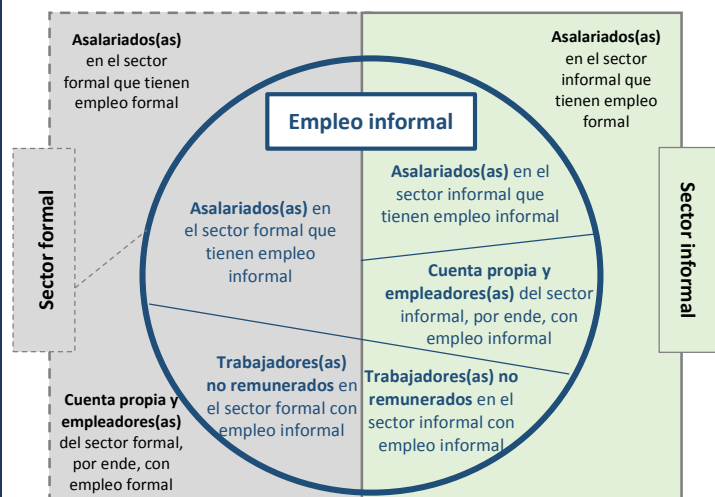 Asalariados(as)
en el sector
formal que tienen
empleo formal
Asalariados(as)
en el sector
informal que
tienen empleo
formal
Empleo informal
Sector formal
Asalariados(as) en
el sector formal que
tienen empleo
informal
Asalariados(as) en el
sector informal que
tienen empleo informal
Sector informal
Cuenta propia y
empleadores(as) del sector
informal, por ende, con
empleo informal
Trabajadores(as)
no remunerados en
el sector formal con
empleo informal
Trabajadores(as) no
remunerados en el
sector informal con
empleo informal
Cuenta propia y
empleadores(as)
del sector formal,
por ende, con
empleo formal